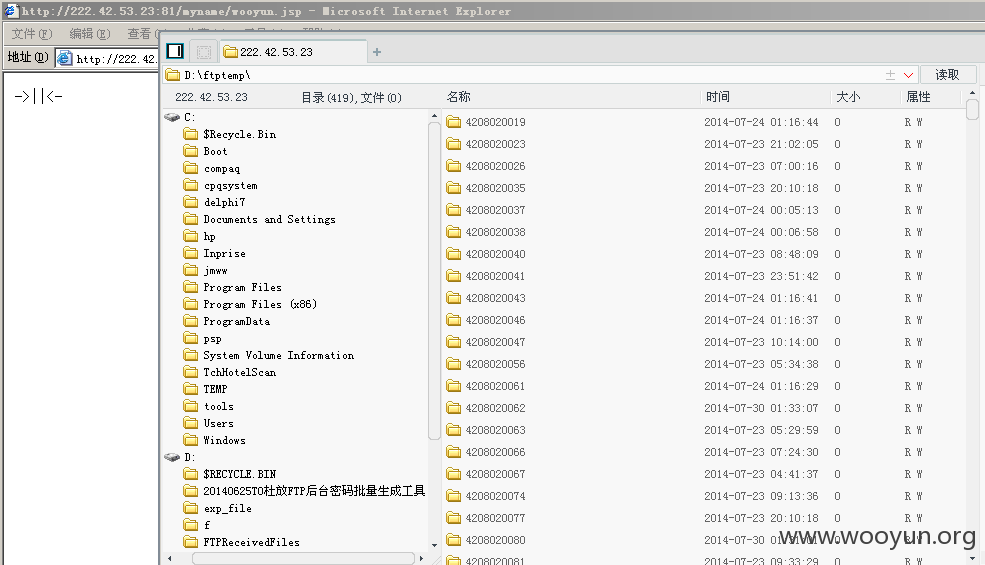 http://222.42.53.23:81/myname/wooyun.jsp - Microsoft Internet Explorer
文件(F) 编辑(E) 查看
地址(D) http://222.42.
222.42.53.23
->||<-
D:\ftptemp\ 读取
222.42.53.23 目录(419),文件(0)
名称 时间 大小 属性
C:
$Recycle.Bin
Boot
compaq
cpqsystem
delphi7
Documents and Settings
hp
Inprise
jmww
Program Files
Program Files (x86)
ProgramData
psp
System Volume Information
TchHotelScan
TEMP
tools
Users
Windows
D:
$RECYCLE.BIN
20140625TO杜放FTP后台密码批量生成工具
exp_file
f
FTPReceivedFiles
4208020019 2014-07-24 01:16:44 0 R W
4208020023 2014-07-23 21:02:05 0 R W
4208020026 2014-07-23 07:00:16 0 R W
4208020035 2014-07-23 20:10:18 0 R W
4208020037 2014-07-24 00:05:13 0 R W
4208020038 2014-07-24 00:06:58 0 R W
4208020040 2014-07-23 08:48:09 0 R W
4208020041 2014-07-23 23:51:42 0 R W
4208020043 2014-07-24 01:16:41 0 R W
4208020046 2014-07-24 01:16:37 0 R W
4208020047 2014-07-23 10:14:00 0 R W
4208020056 2014-07-23 05:34:38 0 R W
4208020061 2014-07-24 01:16:29 0 R W
4208020062 2014-07-30 01:33:07 0 R W
4208020063 2014-07-23 05:29:59 0 R W
4208020066 2014-07-23 07:24:30 0 R W
4208020067 2014-07-23 04:41:37 0 R W
4208020074 2014-07-23 09:13:36 0 R W
4208020077 2014-07-23 20:10:18 0 R W
4208020080 2014-07-30 0 R W
4208020081 2014-07-23 09:33:29 0 R W
www.wooyun.org